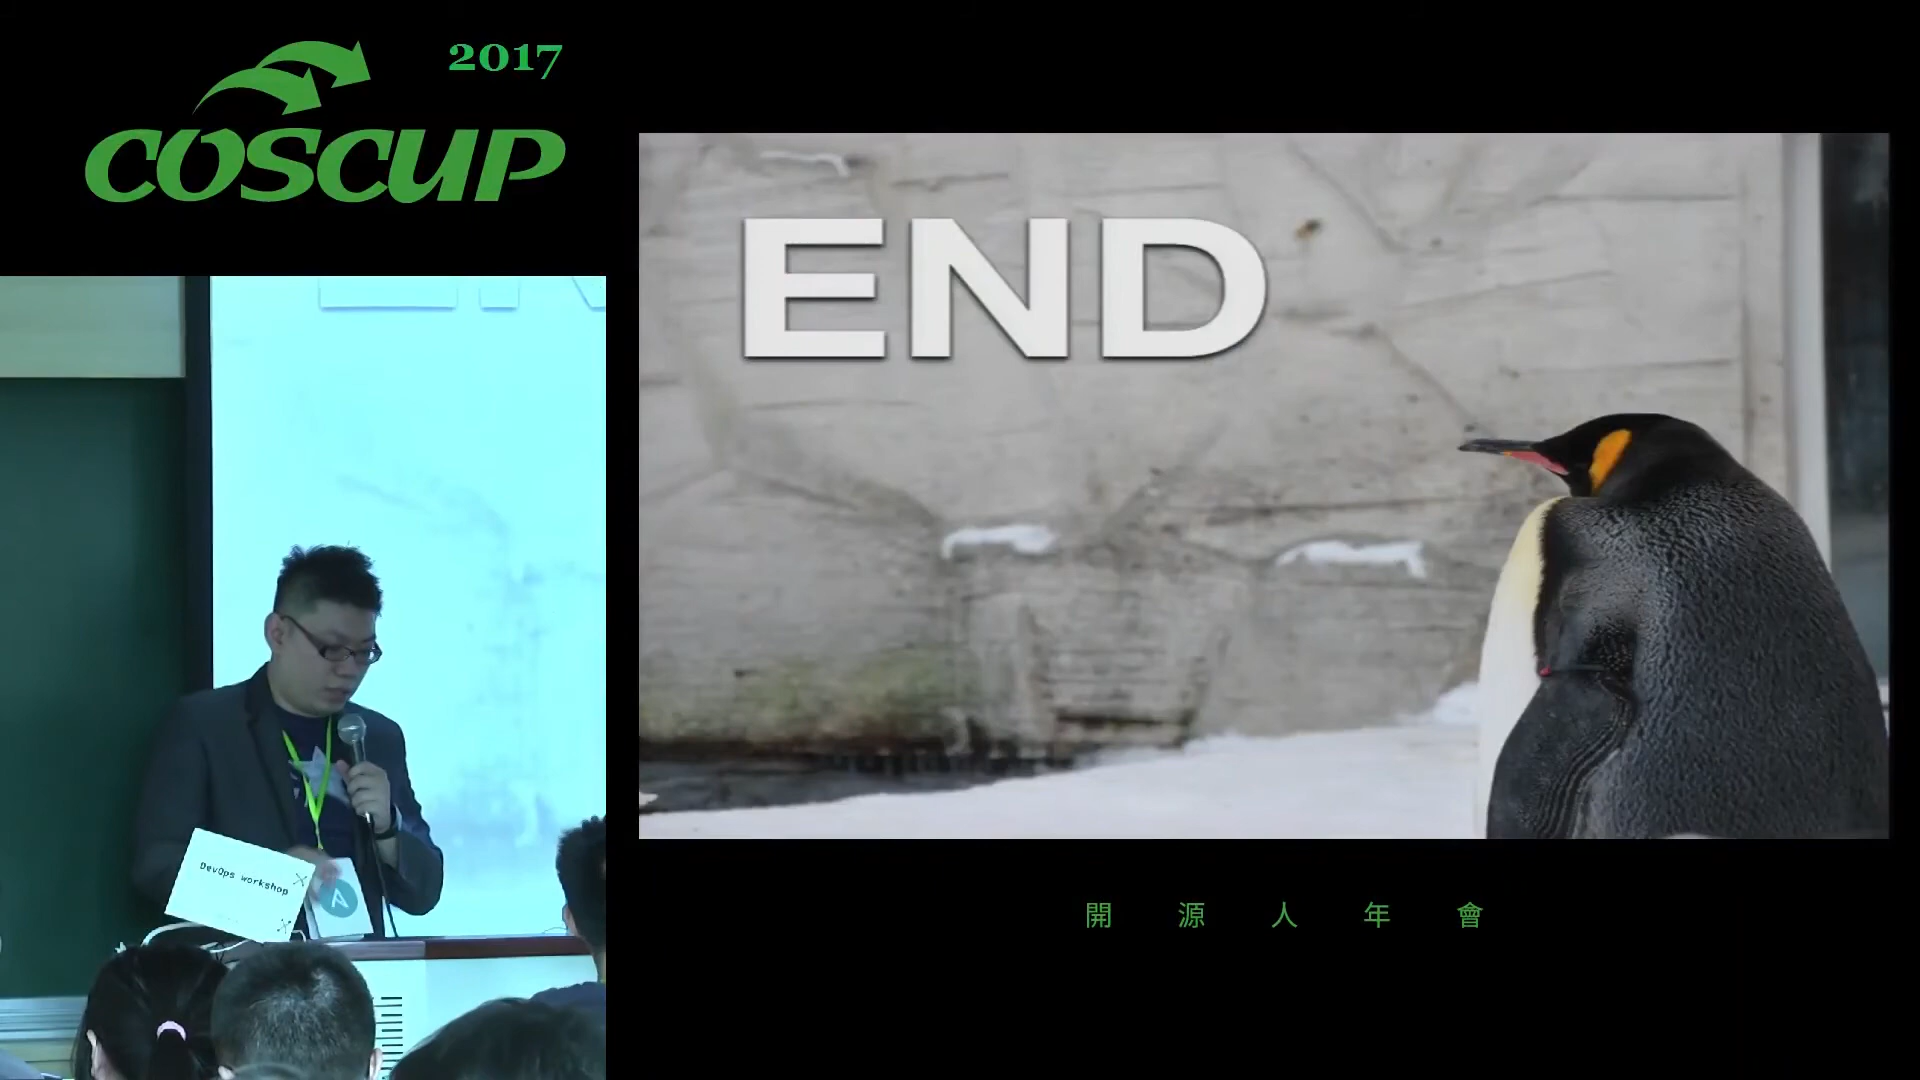 2017
COSCUP
END
DevOps workshop
A
開源人年會